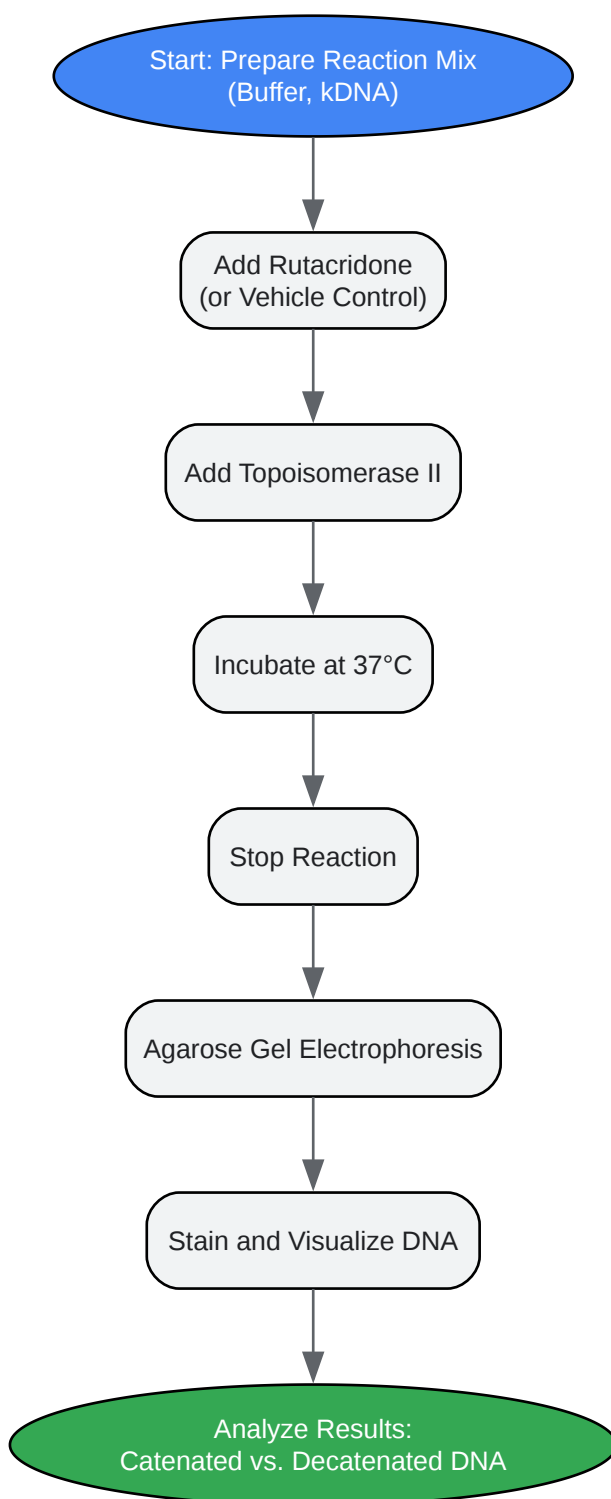 Start: Prepare Reaction Mix
(Buffer, kDNA)
Add Rutacridone
(or Vehicle Control)
Add Topoisomerase II
Incubate at 37°C
Stop Reaction
Agarose Gel Electrophoresis
Stain and Visualize DNA
Analyze Results:
Catenated vs. Decatenated DNA